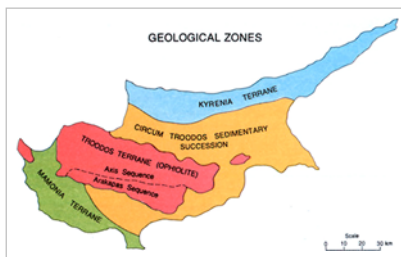 GEOLOGICAL ZONES
KYRENIA TERRANE
CIRCUM TROODOS SEDIMENTARY
SUCCESSION
TROODOS TERRANE (OPHIOLITE)
Axis Sequence
Arakapas Sequence
MAMONIA TERRANE
Scale
0 10 20 30 km